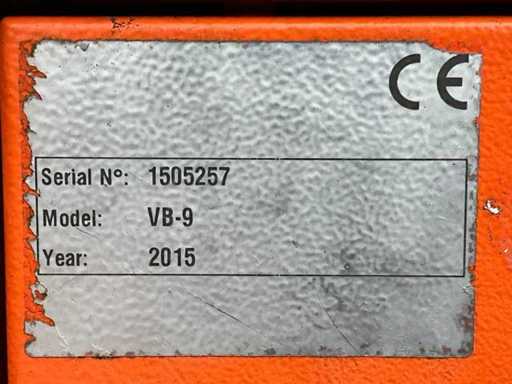 CE
Serial N°: 1505257
Model: VB-9
Year: 2015